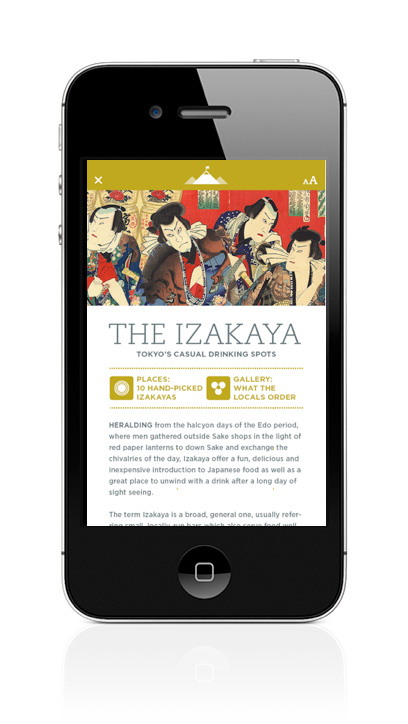 AA
THE IZAKAYA
TOKYO'S CASUAL DRINKING SPOTS
PLACES:
10 HAND-PICKED
IZAKAYAS
GALLERY:
WHAT THE
LOCALS ORDER
HERALDING from the halcyon days of the Edo period,
where men gathered outside Sake shops in the light of
red paper lanterns to down Sake and exchange the
chivalries of the day, Izakaya offer a fun, delicious and
inexpensive introduction to Japanese food as well as a
great place to unwind with a drink after a long day of
sight seeing.
The term Izakaya is a broad, general one, usually refer-
ring small, locally run bars which also serve food well